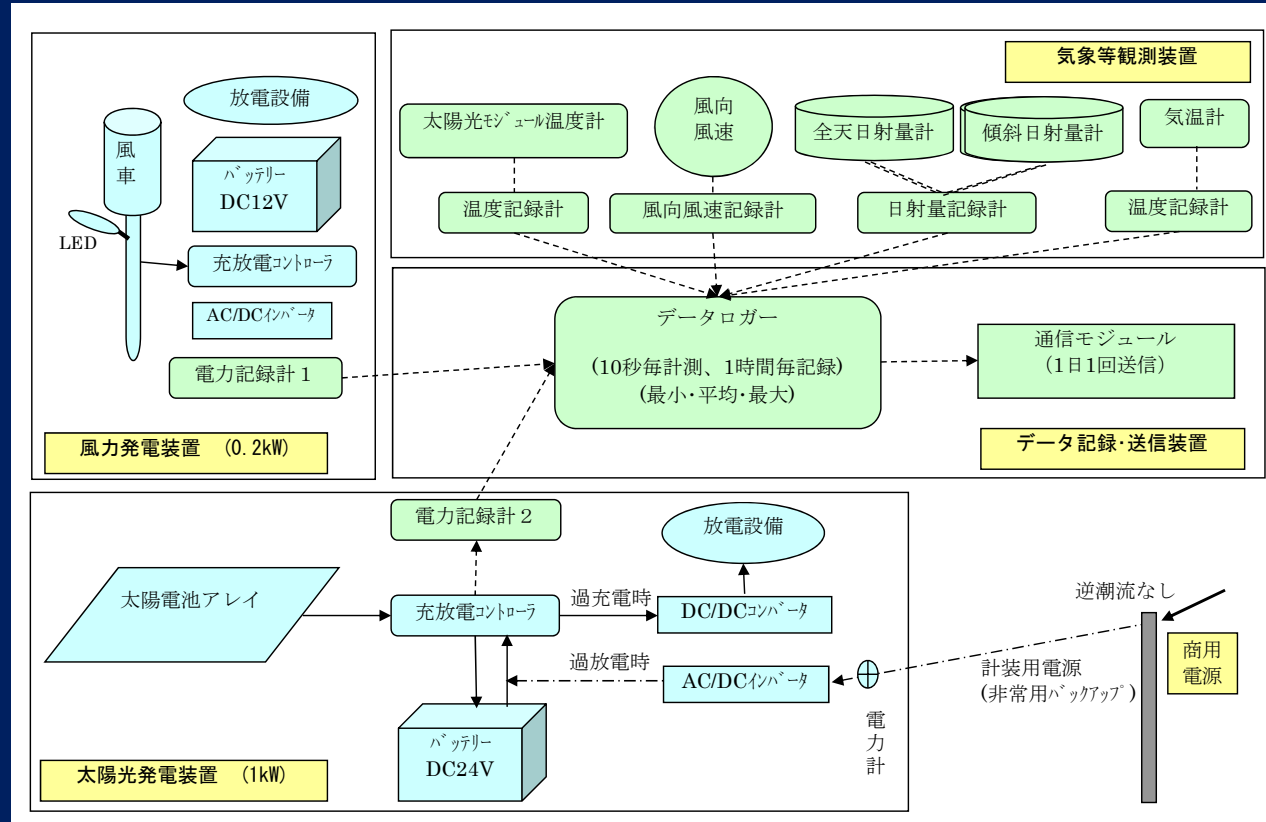 放電設備
風
車
ﾊﾞｯﾃﾘｰ
DC12V
LED
充放電ｺﾝﾄﾛｰﾗ
AC/DCｲﾝﾊﾞｰﾀ
電力記録計１
風力発電装置 (0.2kW)
気象等観測装置
太陽光ﾓｼﾞｭｰﾙ温度計
風向
風速
全天日射量計
傾斜日射量計
気温計
温度記録計
風向風速記録計
日射量記録計
温度記録計
データロガー
(10秒毎計測、1時間毎記録)
(最小･平均･最大)
通信モジュール
(1日1回送信)
データ記録･送信装置
電力記録計２
放電設備
太陽電池アレイ
充放電ｺﾝﾄﾛｰﾗ
過充電時
DC/DCｺﾝﾊﾞｰﾀ
過放電時
AC/DCｲﾝﾊﾞｰﾀ
ﾊﾞｯﾃﾘｰ
DC24V
太陽光発電装置 (1kW)
電
力
計
逆潮流なし
商用
電源
計装用電源
(非常用ﾊﾞｯｸｱｯﾌﾟ)